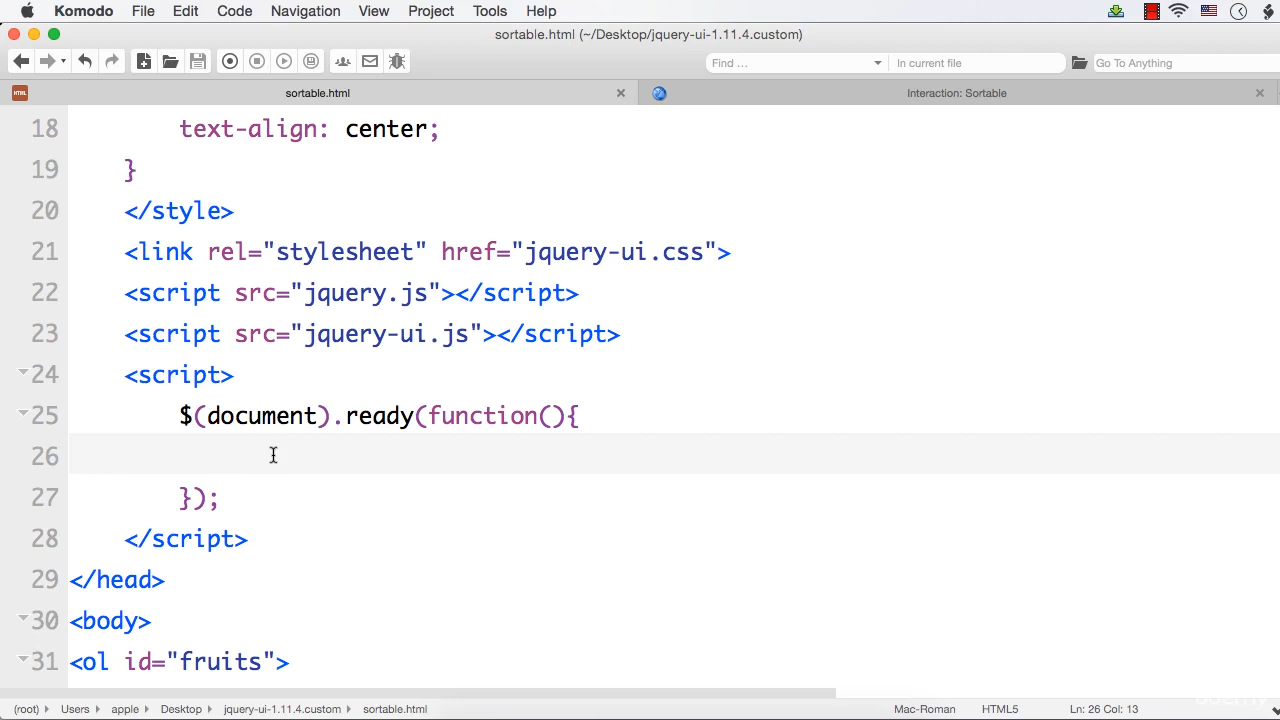 Komodo File Edit Code Navigation View Project Tools Help
sortable.html (~/Desktop/jquery-ui-1.11.4.custom)
Find ... In current file Go To Anything
HTML sortable.html Interaction: Sortable
18 text-align: center;
19 }
20 </style>
21 <link rel="stylesheet" href="jquery-ui.css">
22 <script src="jquery.js"></script>
23 <script src="jquery-ui.js"></script>
24 <script>
25 $(document).ready(function(){
26
27 });
28 </script>
29 </head>
30 <body>
31 <ol id="fruits">
(root) Users apple Desktop jquery-ui-1.11.4.custom sortable.html Mac-Roman HTML5 Ln: 26 Col: 13